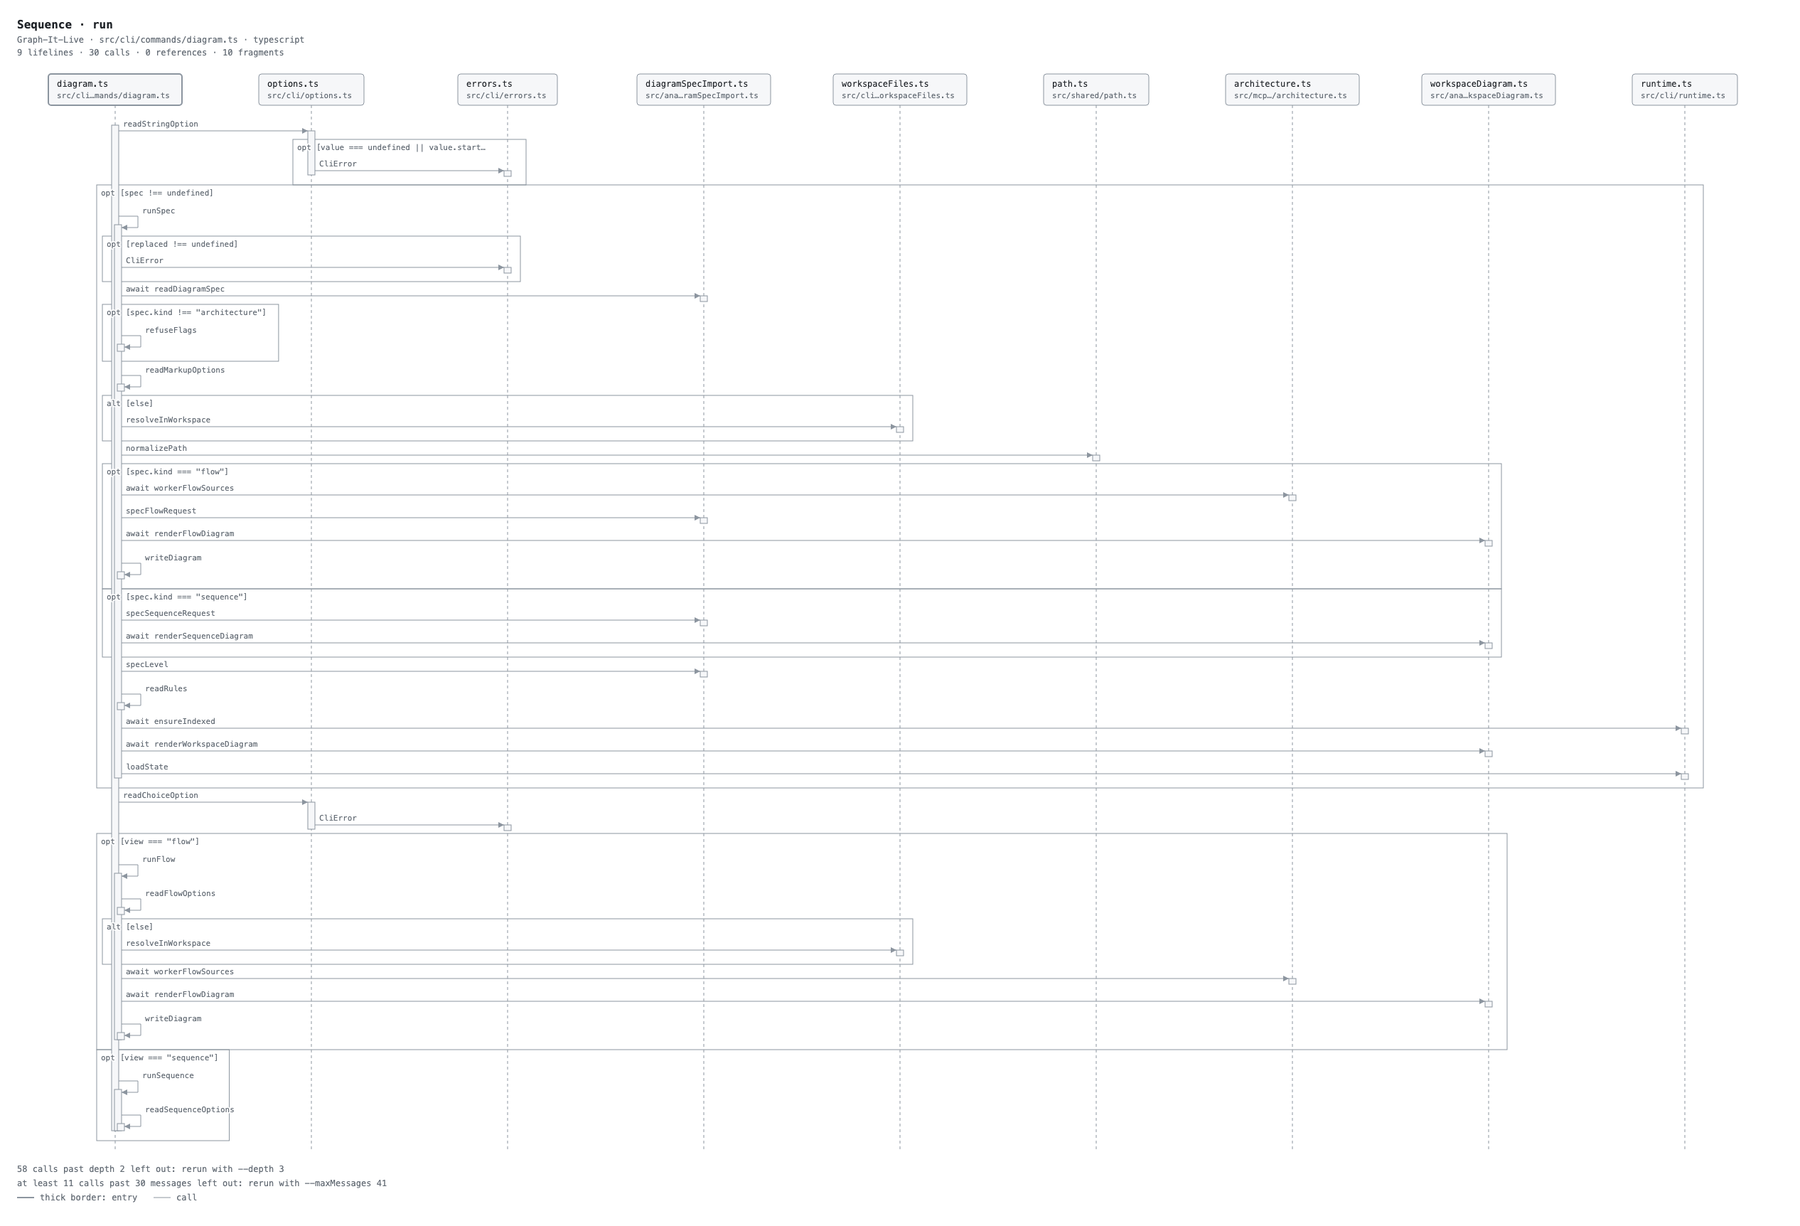 Sequence · run
Graph-It-Live · src/cli/commands/diagram.ts · typescript
9 lifelines · 30 calls · 0 references · 10 fragments
diagram.ts
src/cli…mands/diagram.ts
options.ts
src/cli/options.ts
errors.ts
src/cli/errors.ts
diagramSpecImport.ts
src/ana…ramSpecImport.ts
workspaceFiles.ts
src/cli…orkspaceFiles.ts
path.ts
src/shared/path.ts
architecture.ts
src/mcp…/architecture.ts
workspaceDiagram.ts
src/ana…kspaceDiagram.ts
runtime.ts
src/cli/runtime.ts
readStringOption
opt [value === undefined || value.start…
CliError
opt [spec !== undefined]
runSpec
opt [replaced !== undefined]
CliError
await readDiagramSpec
opt [spec.kind !== "architecture"]
refuseFlags
readMarkupOptions
alt [else]
resolveInWorkspace
normalizePath
opt [spec.kind === "flow"]
await workerFlowSources
specFlowRequest
await renderFlowDiagram
writeDiagram
opt [spec.kind === "sequence"]
specSequenceRequest
await renderSequenceDiagram
specLevel
readRules
await ensureIndexed
await renderWorkspaceDiagram
loadState
readChoiceOption
CliError
opt [view === "flow"]
runFlow
readFlowOptions
alt [else]
resolveInWorkspace
await workerFlowSources
await renderFlowDiagram
writeDiagram
opt [view === "sequence"]
runSequence
readSequenceOptions
58 calls past depth 2 left out: rerun with --depth 3
at least 11 calls past 30 messages left out: rerun with --maxMessages 41
thick border: entry
call